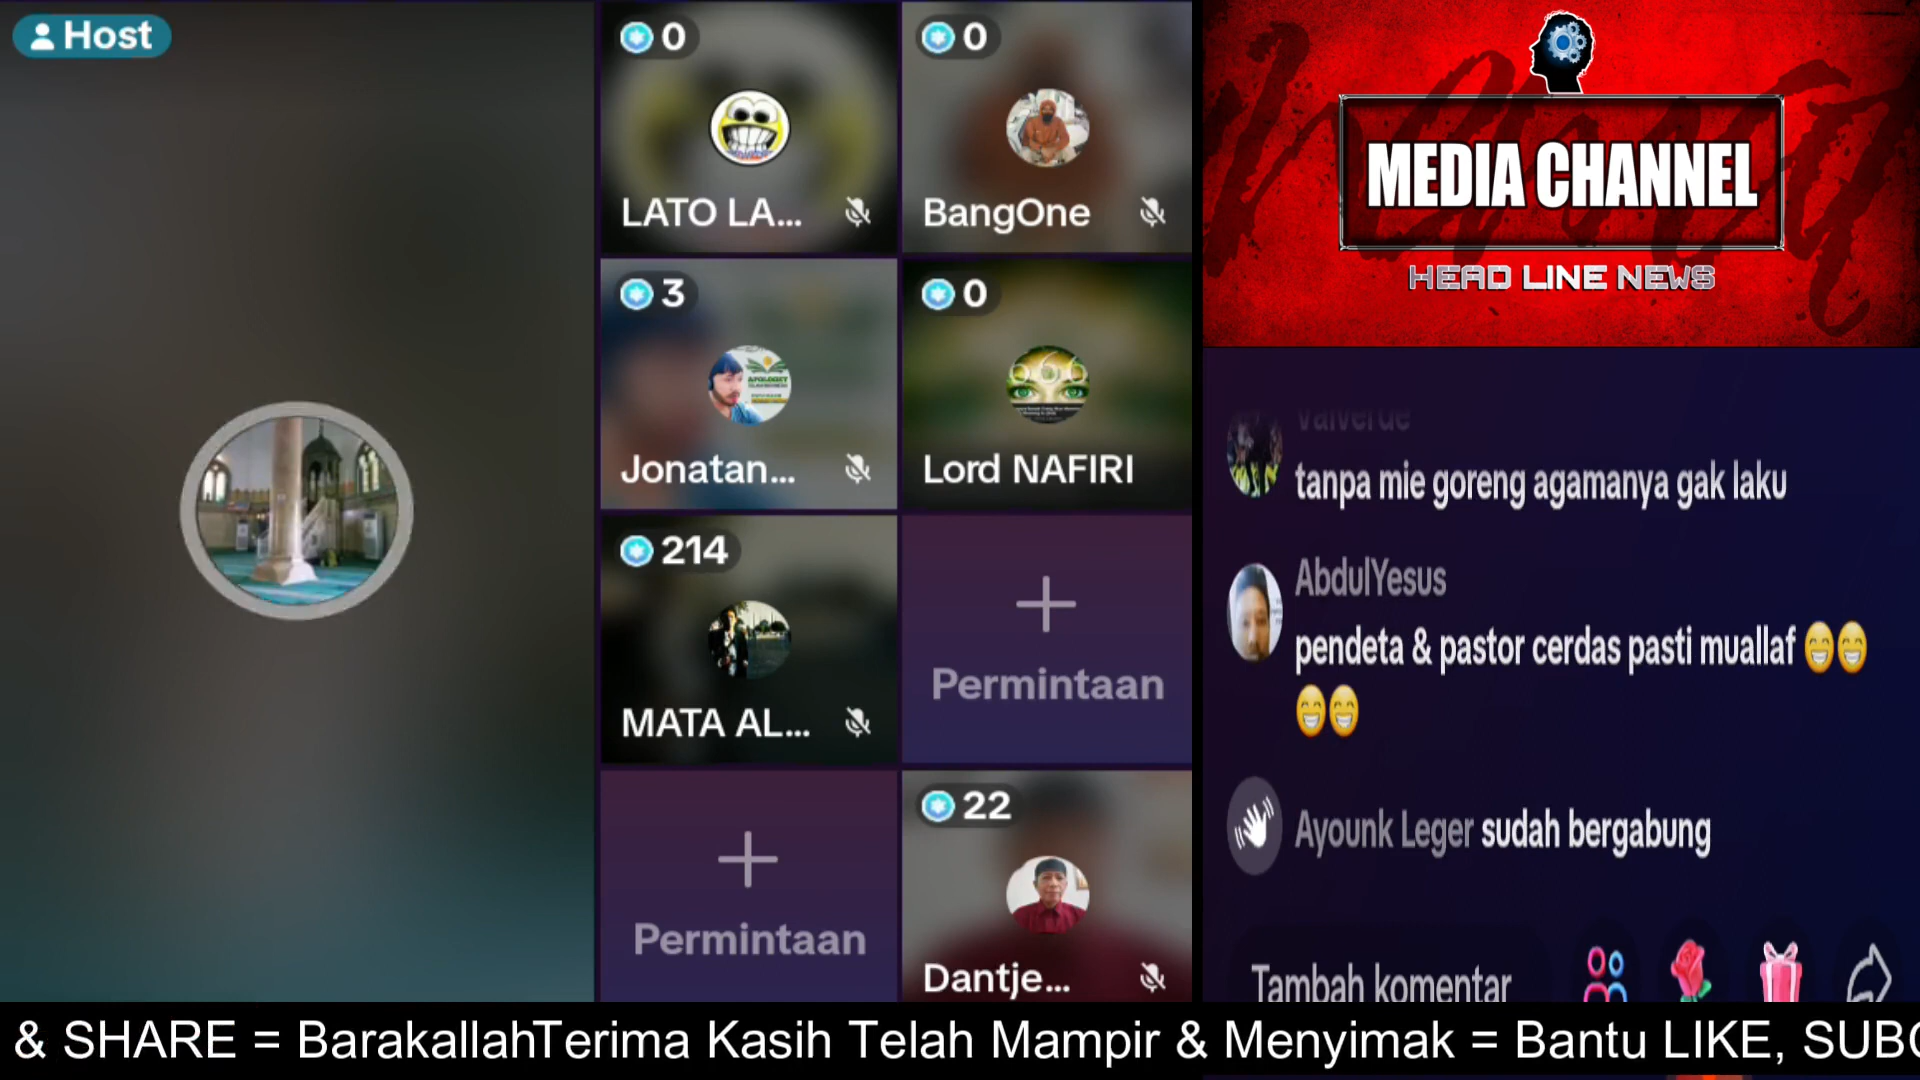 Host
0
LATO LA...
0
BangOne
3
Jonatan...
0
Lord NAFIRI
214
MATA AL...
Permintaan
Permintaan
22
Dantje...
MEDIA CHANNEL
HEAD LINE NEWS
Valverde
tanpa mie goreng agamanya gak laku
AbdulYesus
pendeta & pastor cerdas pasti muallaf 😁😁
😁😁
Ayounk Leger sudah bergabung
Tambah komentar
& SHARE = BarakallahTerima Kasih Telah Mampir & Menyimak = Bantu LIKE, SUBC